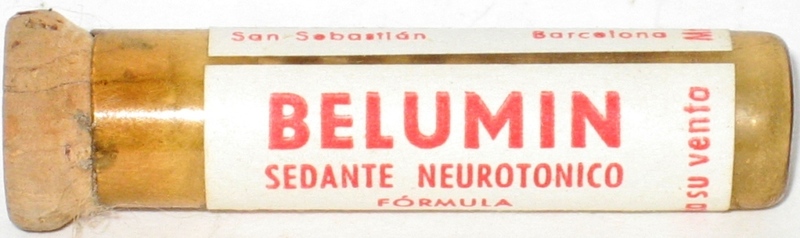 San Sebastián Barcelona
BELUMIN
SEDANTE NEUROTONICO
FÓRMULA
su venta